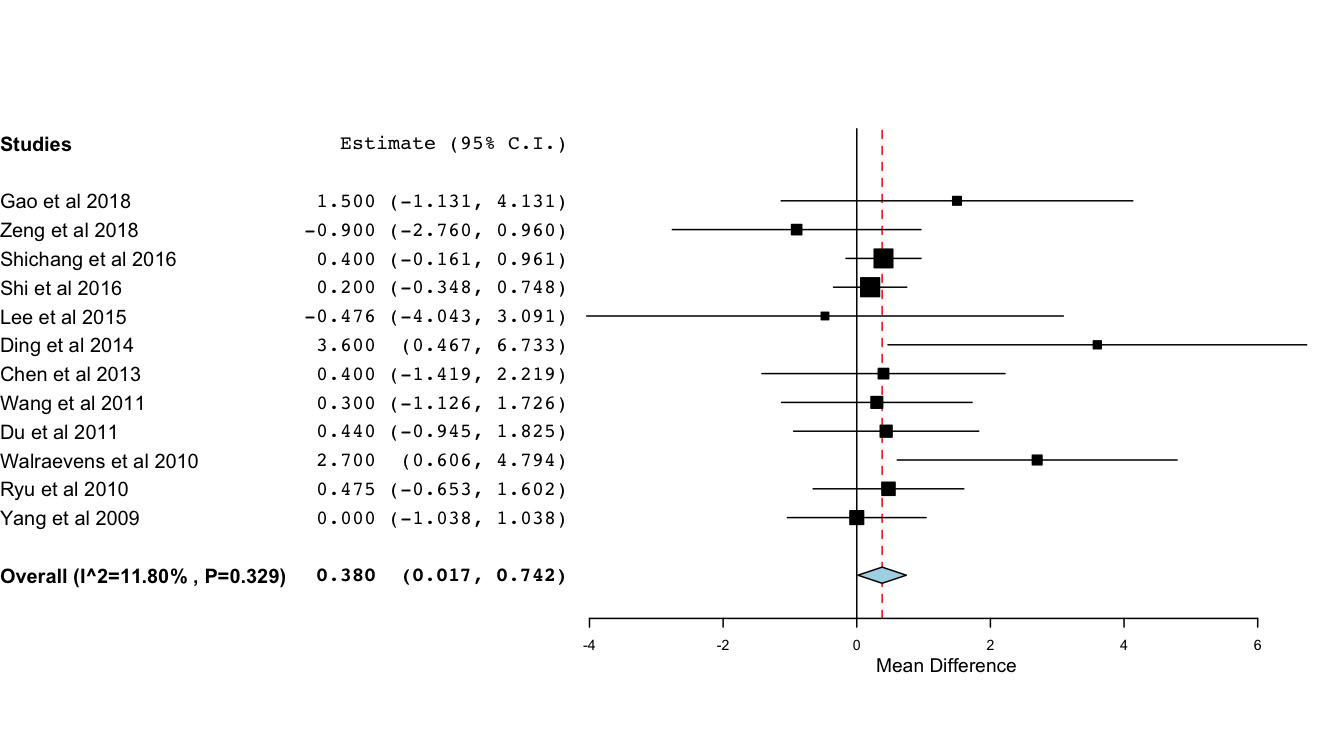 Studies Estimate (95% C.I.)
Gao et al 2018 1.500 (-1.131, 4.131)
Zeng et al 2018 -0.900 (-2.760, 0.960)
Shichang et al 2016 0.400 (-0.161, 0.961)
Shi et al 2016 0.200 (-0.348, 0.748)
Lee et al 2015 -0.476 (-4.043, 3.091)
Ding et al 2014 3.600 (0.467, 6.733)
Chen et al 2013 0.400 (-1.419, 2.219)
Wang et al 2011 0.300 (-1.126, 1.726)
Du et al 2011 0.440 (-0.945, 1.825)
Walraevens et al 2010 2.700 (0.606, 4.794)
Ryu et al 2010 0.475 (-0.653, 1.602)
Yang et al 2009 0.000 (-1.038, 1.038)
Overall (I^2=11.80% , P=0.329) 0.380 (0.017, 0.742)
-4 -2 0 2 4 6
Mean Difference